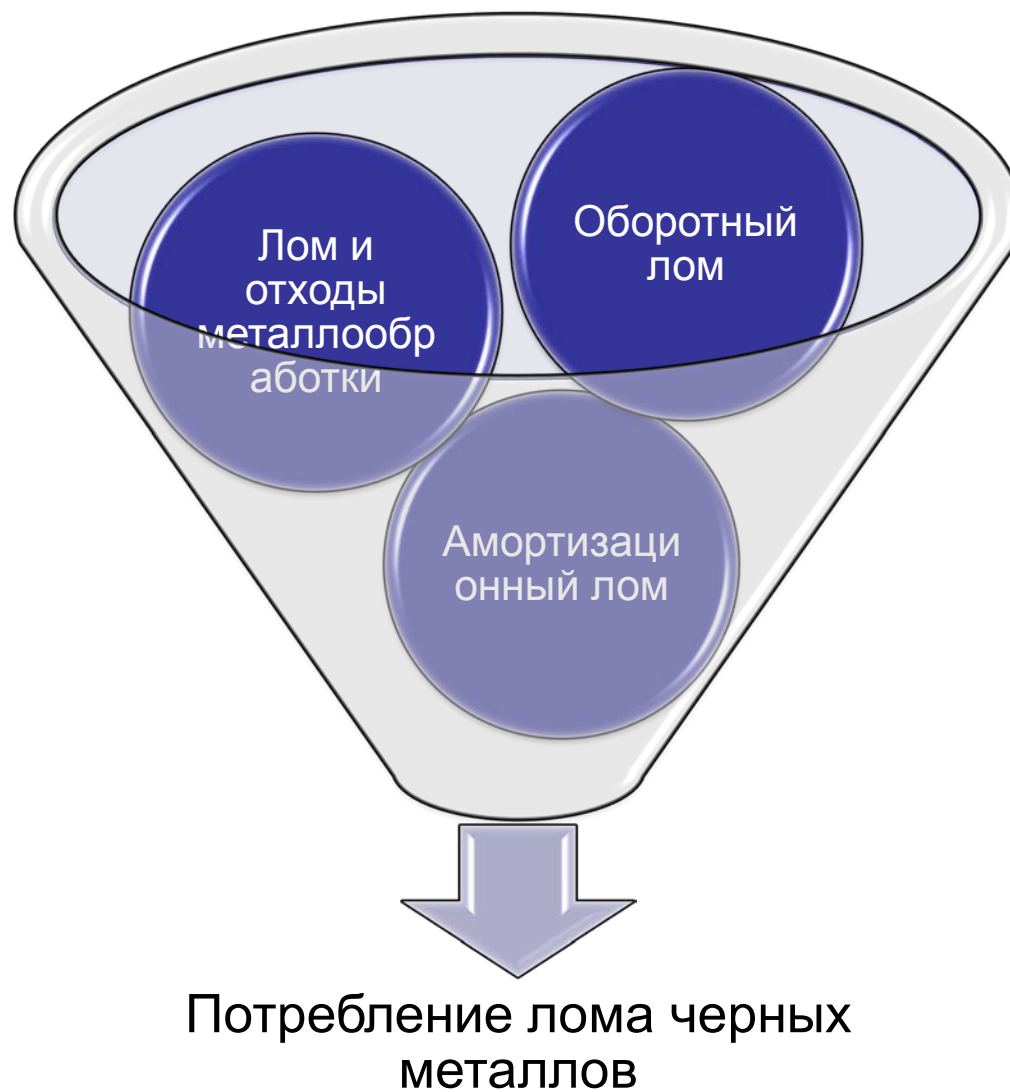 Лом и
отходы
металлообр
аботки
Оборотный
лом
Амортизаци
онный лом
Потребление лома черных
металлов